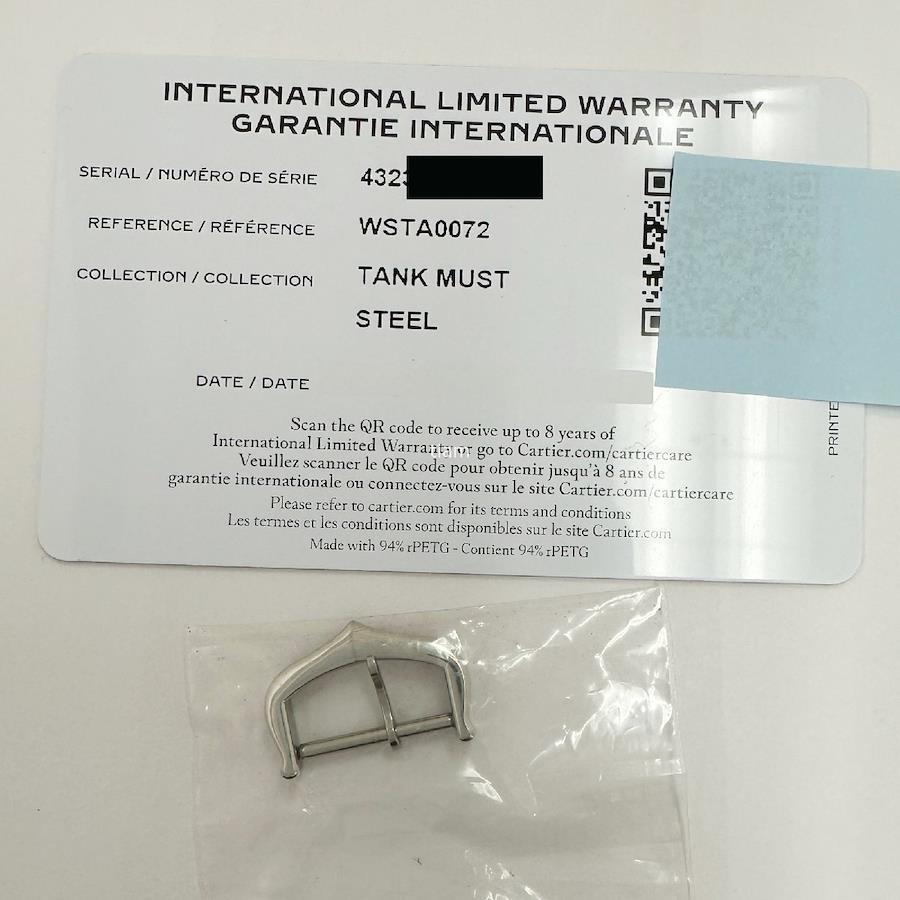 INTERNATIONAL LIMITED WARRANTY
GARANTIE INTERNATIONALE
SERIAL / NUMÉRO DE SÉRIE 4323
REFERENCE / RÉFÉRENCE WSTA0072
COLLECTION / COLLECTION TANK MUST
STEEL
DATE / DATE
Scan the QR code to receive up to 8 years of
International Limited Warranty or go to Cartier.com/cartiercare
Veuillez scanner le QR code pour obtenir jusqu'à 8 ans de
garantie internationale ou connectez-vous sur le site Cartier.com/cartiercare
Please refer to cartier.com for its terms and conditions
Les termes et les conditions sont disponibles sur le site Cartier.com
Made with 94% rPETG - Contient 94% rPETG
PRINTE